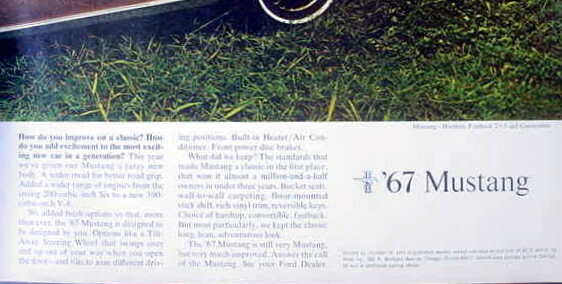 How do you improve on a classic? How
do you add excitement to the most excit-
ing new car in a generation? This year
we've given our Mustang a racy new
body. A wider tread for better road grip.
Added a wider range of engines from the
200-cubic-inch Six to a new 390-
cubic-inch V-8.
We added fresh options so that, more
than ever, the '67 Mustang is designed to
be designed by you. Options like a Tilt-
Away Steering Wheel that swings over
and up out of your way when you open
the door—and tilts to nine different driv-
ing positions. Built-in Heater/Air Con-
ditioner. Front power disc brakes.
What did we keep? The standards that
made Mustang a classic in the first place;
that won it almost a million-and-a-half
owners in under three years. Bucket seats,
wall-to-wall carpeting, floor-mounted
stick shift, rich vinyl trim, reversible keys.
Choice of hardtop, convertible, fastback.
But most particularly, we kept the classic
long, lean, adventurous look.
The '67 Mustang is still very Mustang,
but very much improved. Answer the call
of the Mustang. See your Ford Dealer.
Mustang—Hardtop, Fastback 2+2 and Convertible
'67 Mustang